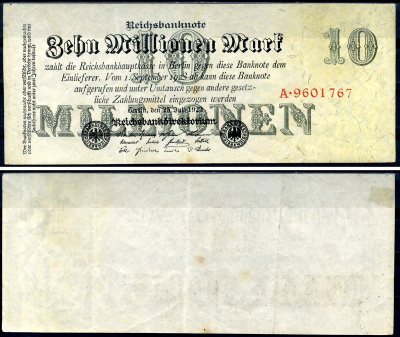 Reichsbanknote
Zehn Millionen Mark
10
10
zahlt die Reichsbankhauptkasse in Berlin gegen diese Banknote dem
Einlieferer. Vom 1. September 1923 ab kann diese Banknote
aufgerufen und unter Umtausch gegen andere gesetz-
liche Zahlungsmittel eingezogen werden
A·9601767
MILLIONEN
Berlin, den 25. Juli 1923
Reichsbankdirektorium